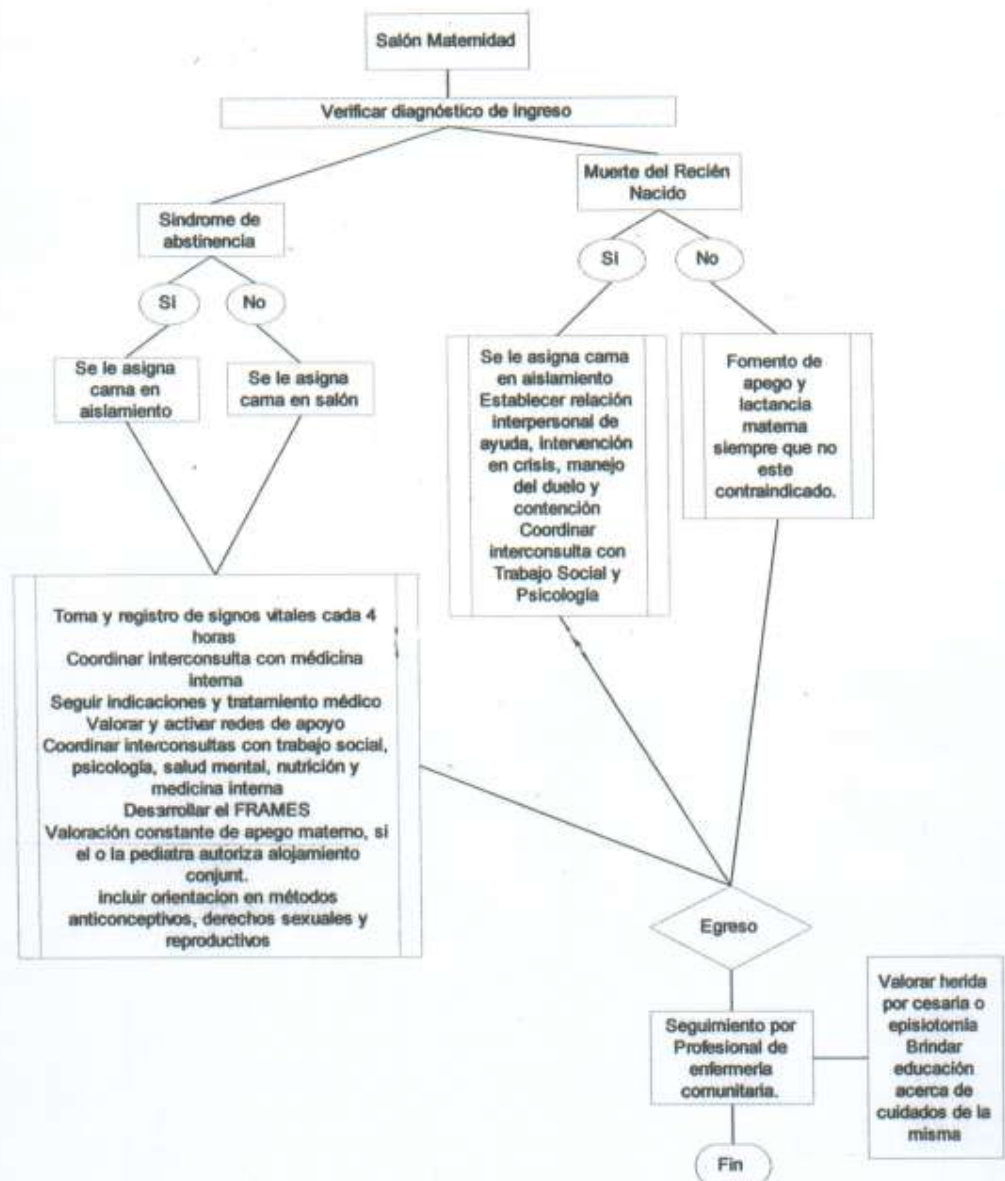 Salón Maternidad
Verificar diagnóstico de ingreso
Muerte del Recién
Nacido
Sindrome de
abstinencia
Si
No
Si
No
Se le asigna
cama en
aislamiento
Se le asigna
cama en salón
Se le asigna cama
en aislamiento
Establecer relación
interpersonal de
ayuda, intervención
en crisis, manejo
del duelo y
contención
Coordinar
interconsulta con
Trabajo Social y
Psicología
Fomento de
apego y
lactancia
materna
siempre que no
este
contraindicado.
Toma y registro de signos vitales cada 4
horas
Coordinar interconsulta con médicina
interna
Seguir indicaciones y tratamiento médico
Valorar y activar redes de apoyo
Coordinar interconsultas con trabajo social,
psicología, salud mental, nutrición y
medicina interna
Desarrollar el FRAMES
Valoración constante de apego materno, si
el o la pediatra autoriza alojamiento
conjunt.
incluir orientacion en métodos
anticonceptivos, derechos sexuales y
reproductivos
Egreso
Seguimiento por
Profesional de
enfermería
comunitaria.
Valorar herida
por cesaria o
episiotomía
Brindar
educación
acerca de
cuidados de la
misma
Fin